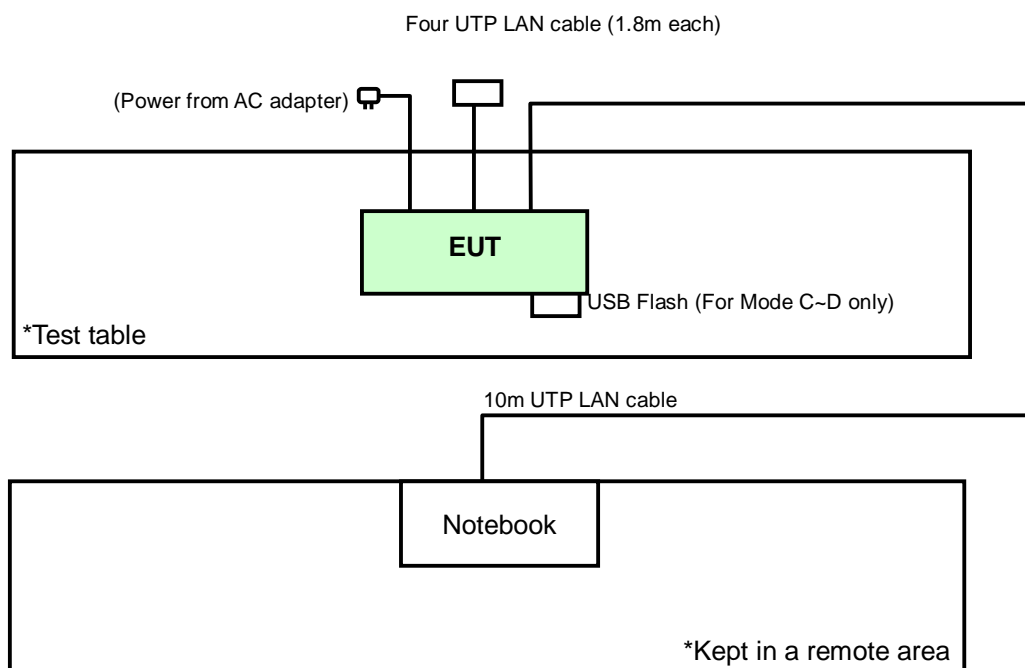 Four UTP LAN cable (1.8m each)
(Power from AC adapter)
EUT
USB Flash (For Mode C~D only)
*Test table
10m UTP LAN cable
Notebook
*Kept in a remote area